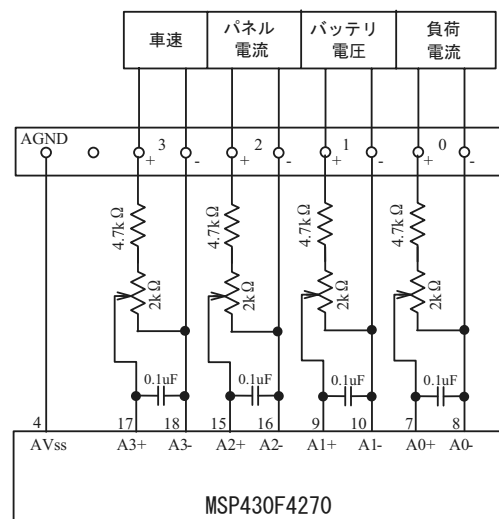 車速 パネル電流 バッテリ電圧 負荷電流
AGND 3 2 1 0
+ - + - + - + -
4.7kΩ 4.7kΩ 4.7kΩ 4.7kΩ
2kΩ 2kΩ 2kΩ 2kΩ
0.1uF 0.1uF 0.1uF 0.1uF
4 17 18 15 16 9 10 7 8
AVss A3+ A3- A2+ A2- A1+ A1- A0+ A0-
MSP430F4270